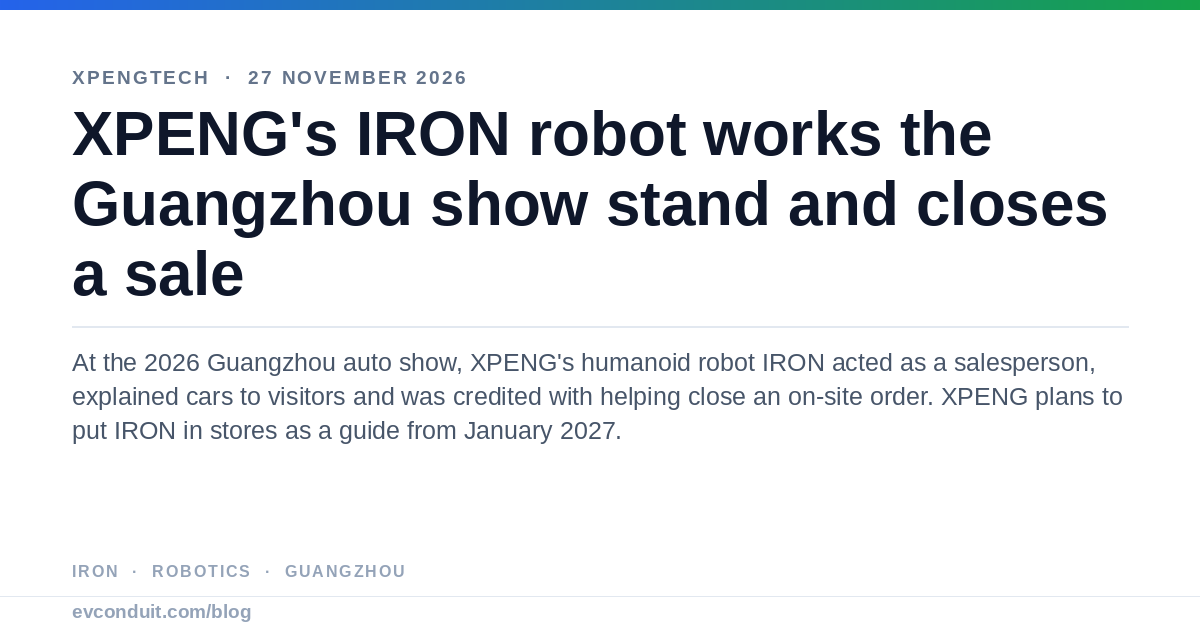 XPENGTECH · 27 NOVEMBER 2026
XPENG's IRON robot works the
Guangzhou show stand and closes
a sale
At the 2026 Guangzhou auto show, XPENG's humanoid robot IRON acted as a salesperson,
explained cars to visitors and was credited with helping close an on-site order. XPENG plans to
put IRON in stores as a guide from January 2027.
IRON · ROBOTICS · GUANGZHOU
evconduit.com/blog